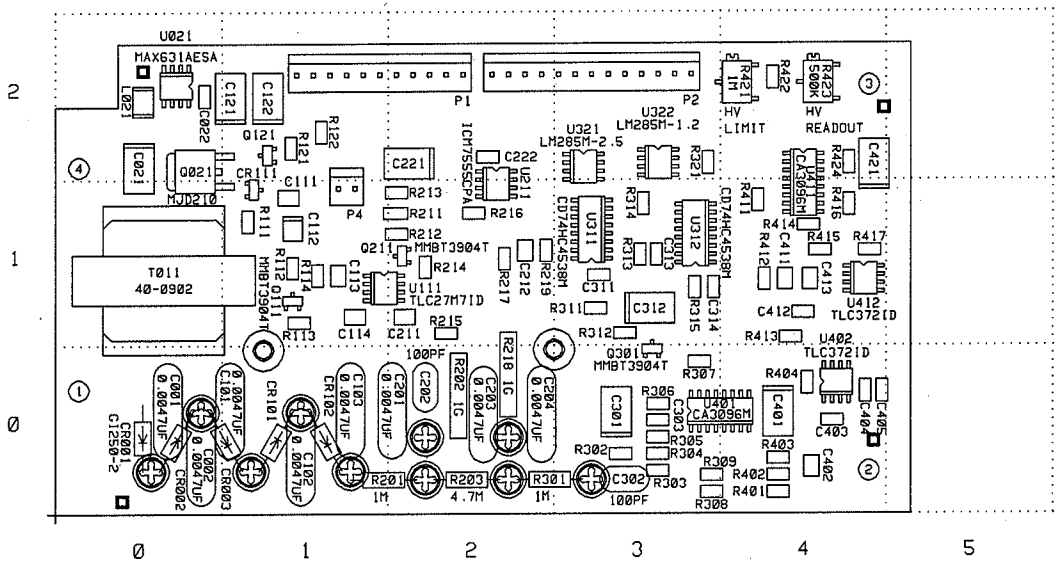 U021
MAX631AESA
L021
C022
C121
C122
P1
P2
R421
1M
R422
R423
500K
3
HV
LIMIT
HV
READOUT
2
4
C021
Q021
MJD210
Q121
R121
R122
CR111
C111
P4
C221
ICM7555CPA
C222
U211
U321
LM285M-2.5
U322
LM285M-1.2
R321
U411
CA3096M
R424
C421
R213
R211
R212
R216
R111
C112
Q211
MMBT3904T
CD74HC4538M
U311
R314
U312
CD74HC4538M
R411
R414
R416
R415
R417
1
T011
40-0902
R112
MMBT3904T
Q111
R114
C113
U111
TLC27M7ID
R214
R217
C212
R219
C311
R313
C313
R412
C411
C413
U412
TLC372ID
R113
C114
C211
R215
R311
C312
R315
C314
C412
R312
R413
100PF
Q301
MMBT3904T
R307
U402
TLC372ID
1
C001
0.0047UF
C101
0.0047UF
CR101
CR102
C103
0.0047UF
C201
0.0047UF
C202
R202 1G
C203
0.0047UF
R218 1G
C204
0.0047UF
C301
R306
C303
R305
R304
R303
R302
U401
CA3096M
C401
R404
C403
C404
C405
0
CR001
GI250-2
CR002
C002
0.0047UF
CR003
C102
0.0047UF
R201
1M
R203
4.7M
R301
1M
C302
100PF
R309
R308
R403
R402
R401
C402
2
0
1
2
3
4
5